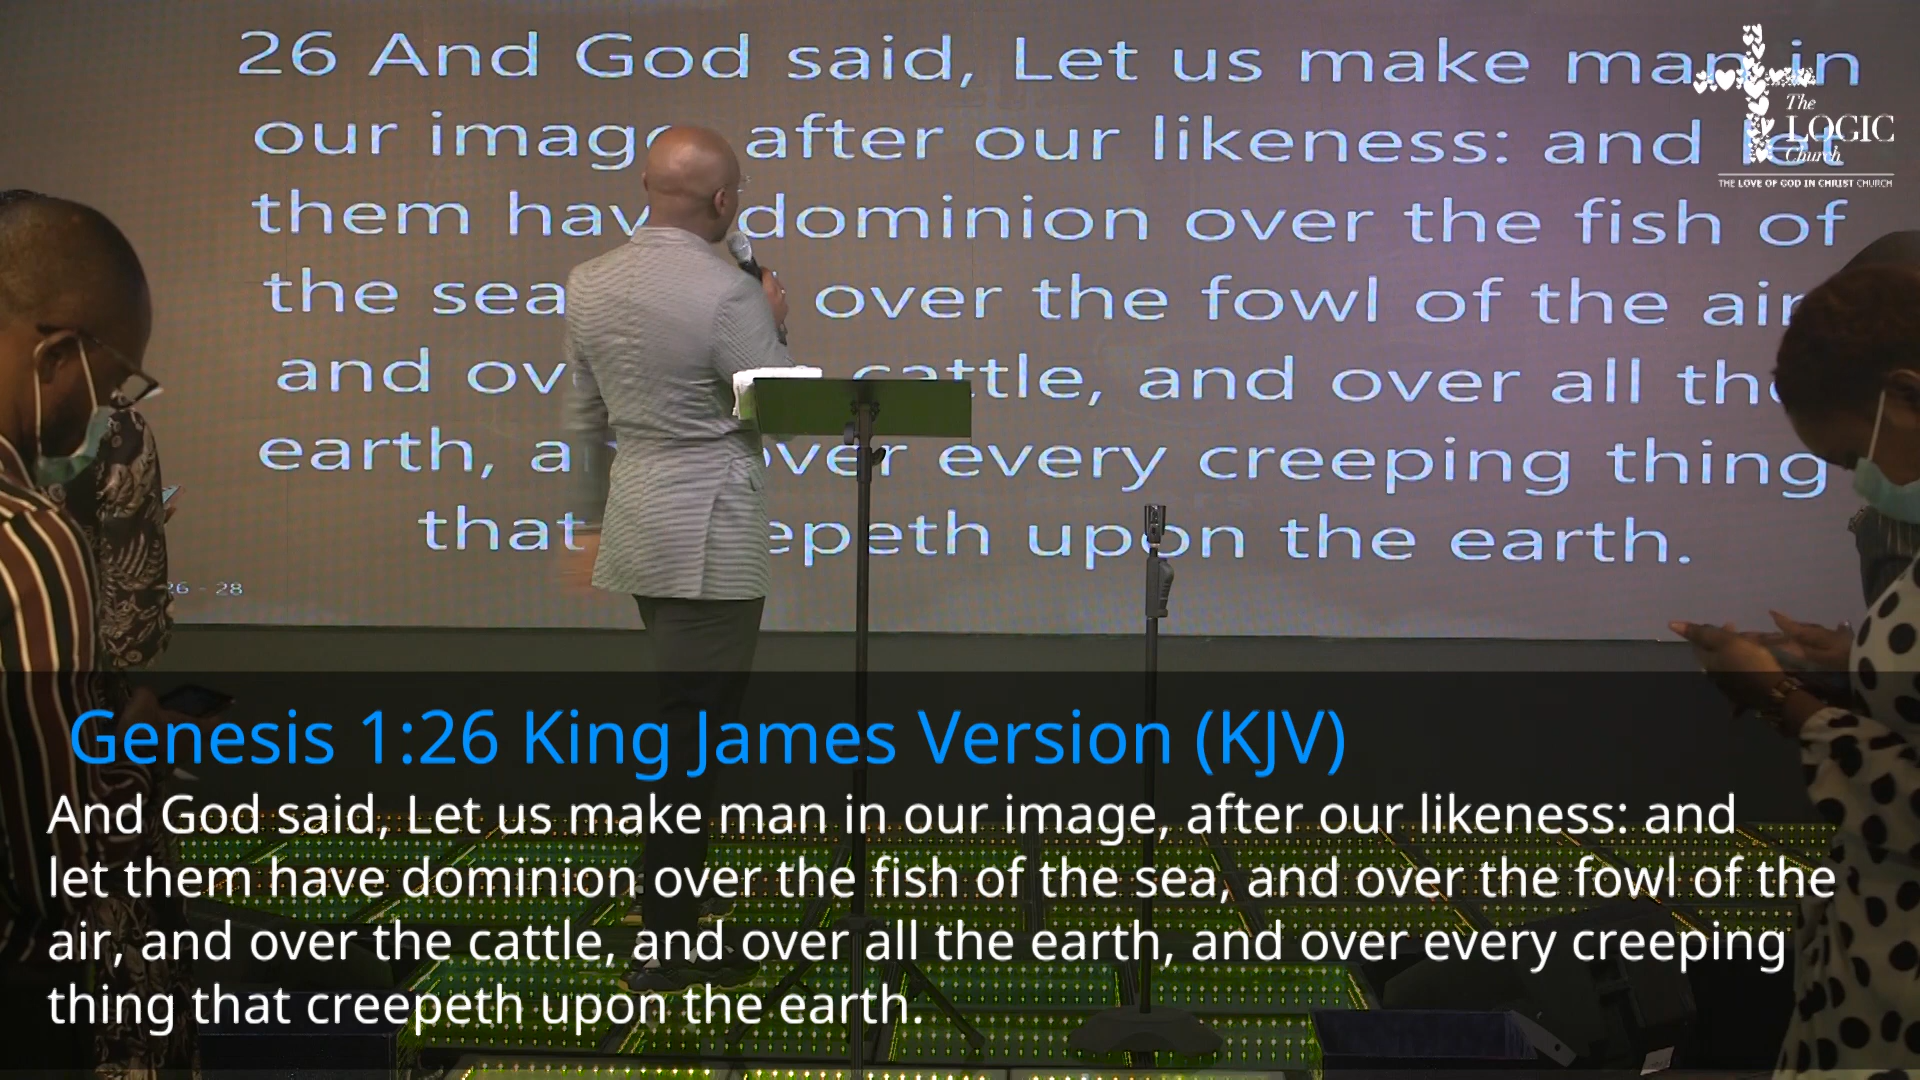 26 And God said, Let us make man in
our image after our likeness: and let
them hav dominion over the fish of
the sea over the fowl of the air
and ov cattle, and over all the
earth, a over every creeping thing
that epeth upon the earth.
26 - 28
The
LOGIC
Church
THE LOVE OF GOD IN CHRIST CHURCH
Genesis 1:26 King James Version (KJV)
And God said, Let us make man in our image, after our likeness: and
let them have dominion over the fish of the sea, and over the fowl of the
air, and over the cattle, and over all the earth, and over every creeping
thing that creepeth upon the earth.